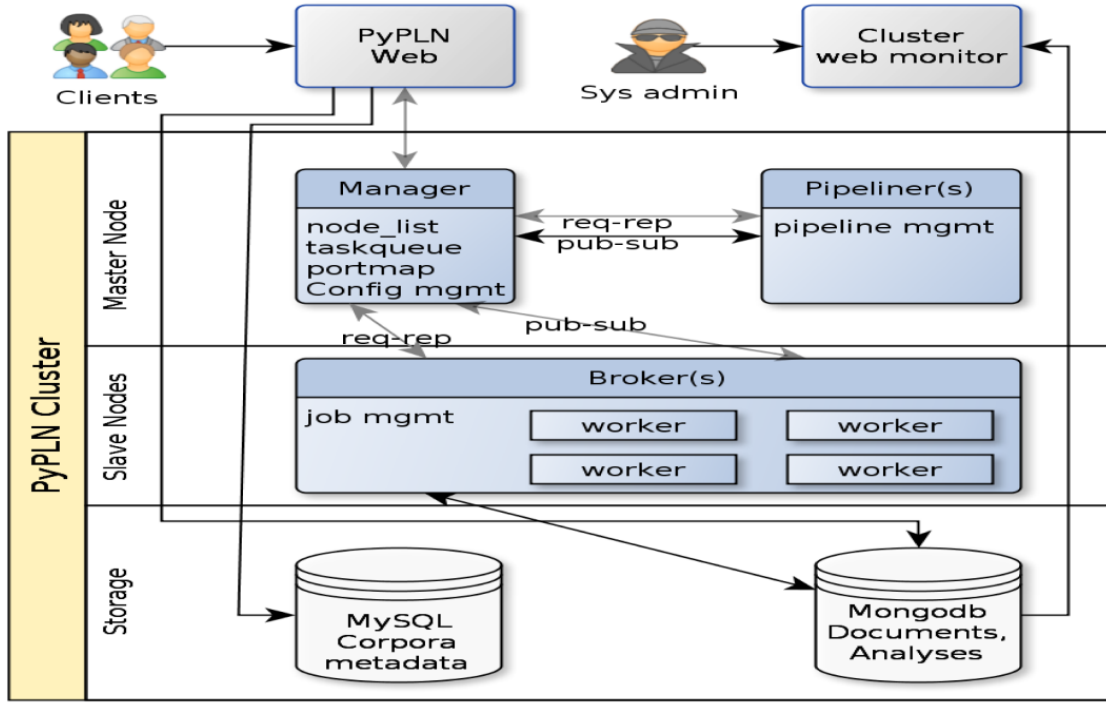 PyPLN
Web
Cluster
web monitor
Clients
Sys admin
PyPLN Cluster
Master Node
Manager
node_list
taskqueue
portmap
Config mgmt
req-rep
pub-sub
Pipeliner(s)
pipeline mgmt
req-rep
pub-sub
Slave Nodes
Broker(s)
job mgmt
worker
worker
worker
worker
Storage
MySQL
Corpora
metadata
Mongodb
Documents,
Analyses